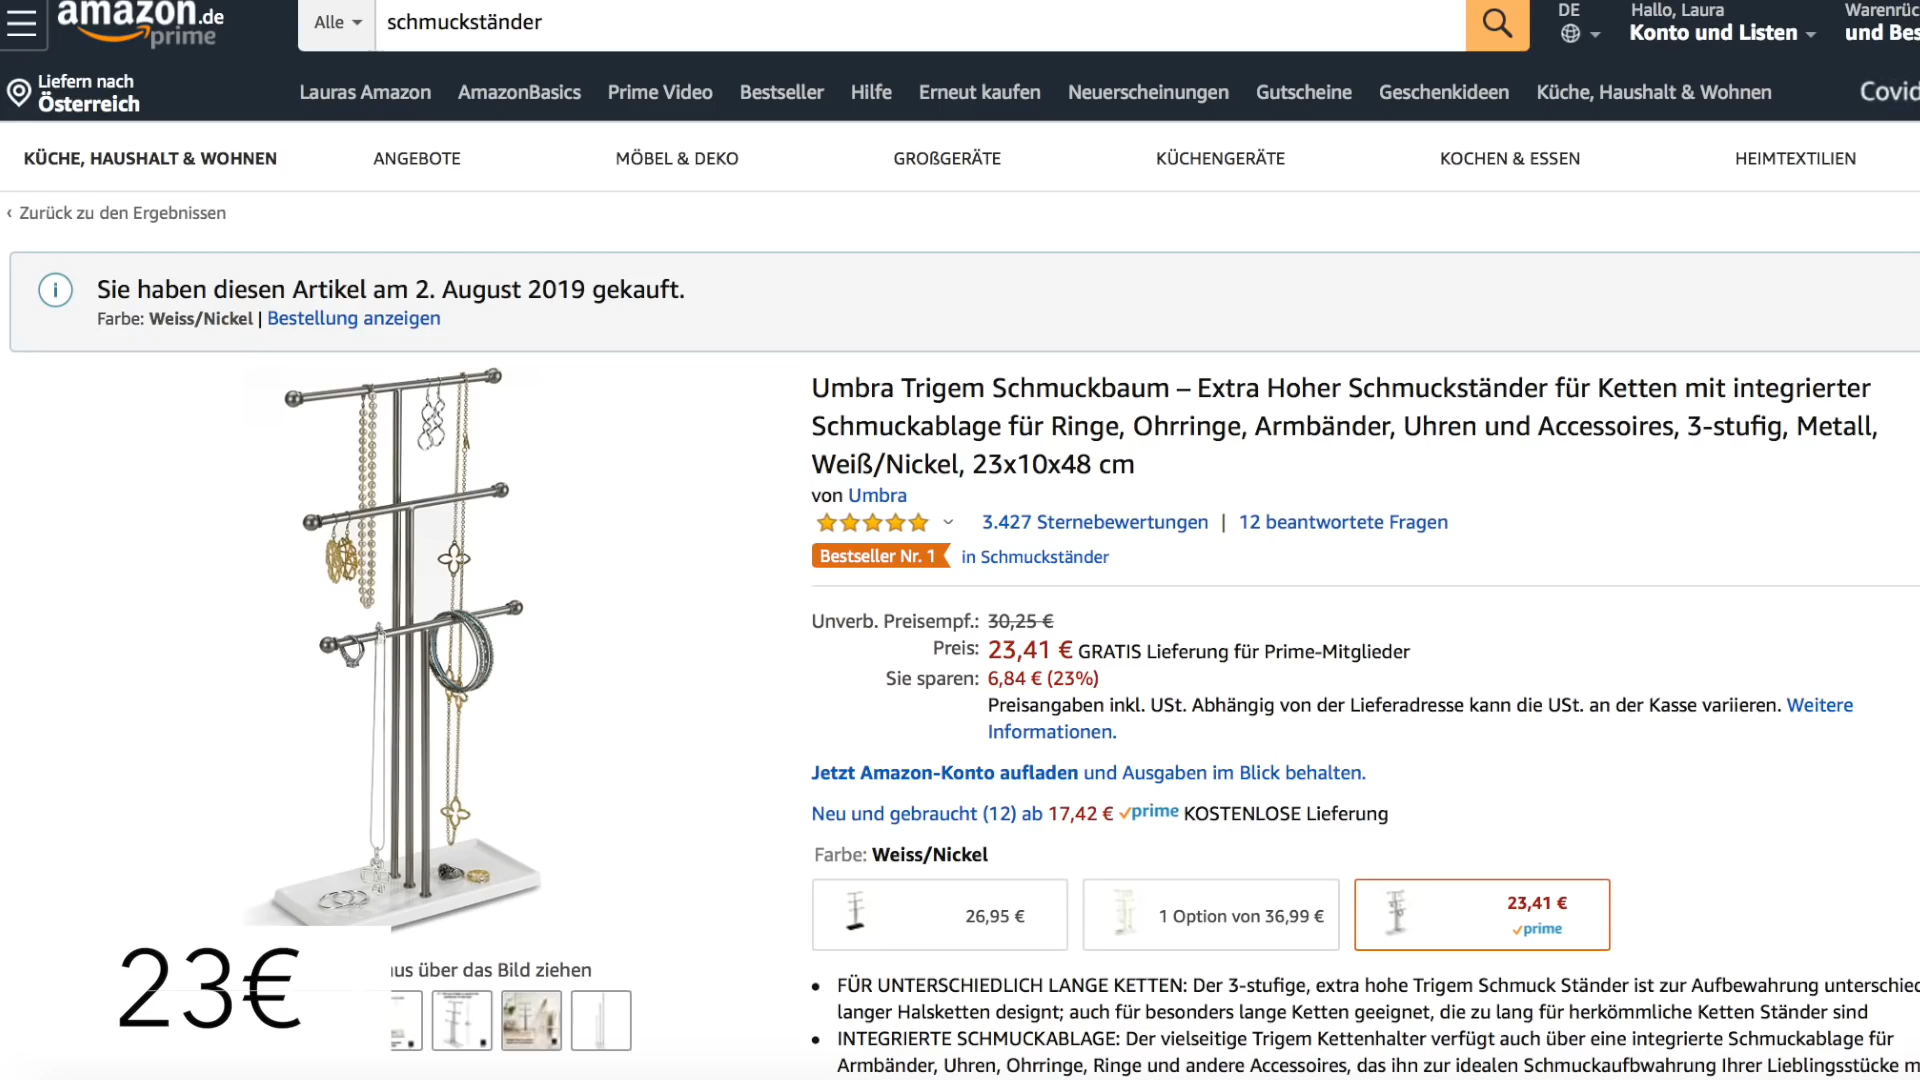 amazon.de
prime
Alle
schmuckständer
DE
Hallo, Laura
Konto und Listen
Liefern nach
Österreich
Lauras Amazon
AmazonBasics
Prime Video
Bestseller
Hilfe
Erneut kaufen
Neuerscheinungen
Gutscheine
Geschenkideen
Küche, Haushalt & Wohnen
Covid
KÜCHE, HAUSHALT & WOHNEN
ANGEBOTE
MÖBEL & DEKO
GROßGERÄTE
KÜCHENGERÄTE
KOCHEN & ESSEN
HEIMTEXTILIEN
‹ Zurück zu den Ergebnissen
Sie haben diesen Artikel am 2. August 2019 gekauft.
Farbe: Weiss/Nickel | Bestellung anzeigen
Umbra Trigem Schmuckbaum – Extra Hoher Schmuckständer für Ketten mit integrierter
Schmuckablage für Ringe, Ohrringe, Armbänder, Uhren und Accessoires, 3-stufig, Metall,
Weiß/Nickel, 23x10x48 cm
von Umbra
3.427 Sternebewertungen | 12 beantwortete Fragen
Bestseller Nr. 1 in Schmuckständer
Unverb. Preisempf.: 30,25 €
Preis: 23,41 € GRATIS Lieferung für Prime-Mitglieder
Sie sparen: 6,84 € (23%)
Preisangaben inkl. USt. Abhängig von der Lieferadresse kann die USt. an der Kasse variieren. Weitere
Informationen.
Jetzt Amazon-Konto aufladen und Ausgaben im Blick behalten.
Neu und gebraucht (12) ab 17,42 € prime KOSTENLOSE Lieferung
Farbe: Weiss/Nickel
26,95 €
1 Option von 36,99 €
23,41 €
prime
• FÜR UNTERSCHIEDLICH LANGE KETTEN: Der 3-stufige, extra hohe Trigem Schmuck Ständer ist zur Aufbewahrung
langer Halsketten designt; auch für besonders lange Ketten geeignet, die zu lang für herkömmliche Ketten Ständer sind
• INTEGRIERTE SCHMUCKABLAGE: Der vielseitige Trigem Kettenhalter verfügt auch über eine integrierte Schmuckablage für
Armbänder, Uhren, Ohrringe, Ringe und andere Accessoires, das ihn zur idealen Schmuckaufbwahrung Ihrer Lieblingsstücke
über das Bild ziehen
23€